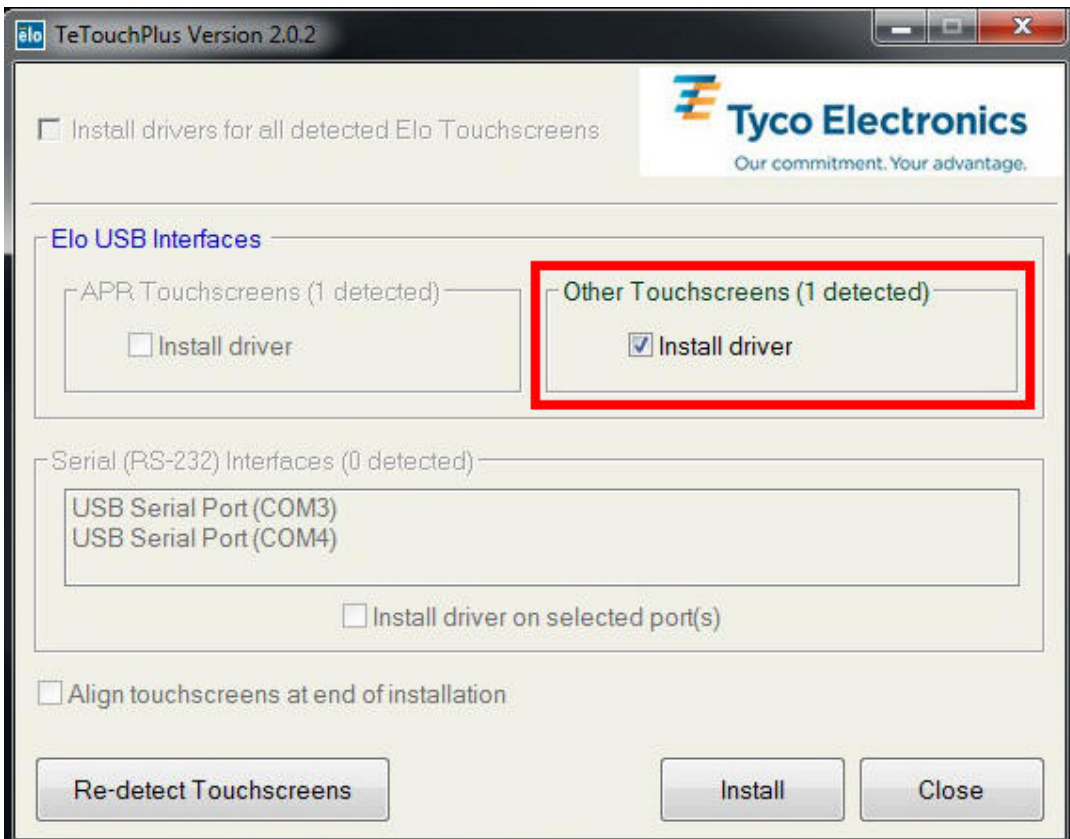 elo TeTouchPlus Version 2.0.2
Install drivers for all detected Elo Touchscreens
Tyco Electronics
Our commitment. Your advantage.
Elo USB Interfaces
APR Touchscreens (1 detected)
Install driver
Other Touchscreens (1 detected)
Install driver
Serial (RS-232) Interfaces (0 detected)
USB Serial Port (COM3)
USB Serial Port (COM4)
Install driver on selected port(s)
Align touchscreens at end of installation
Re-detect Touchscreens
Install
Close